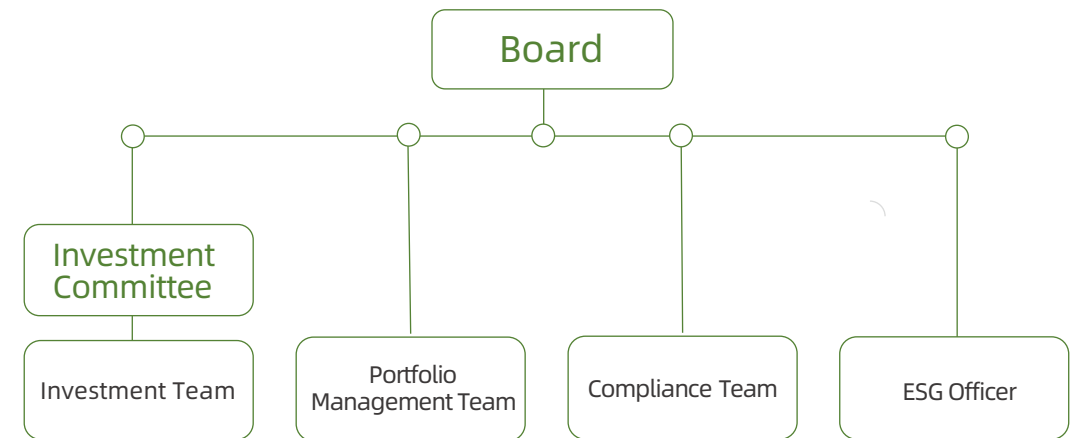 Board
Investment
Committee
Investment Team
Portfolio
Management Team
Compliance Team
ESG Officer